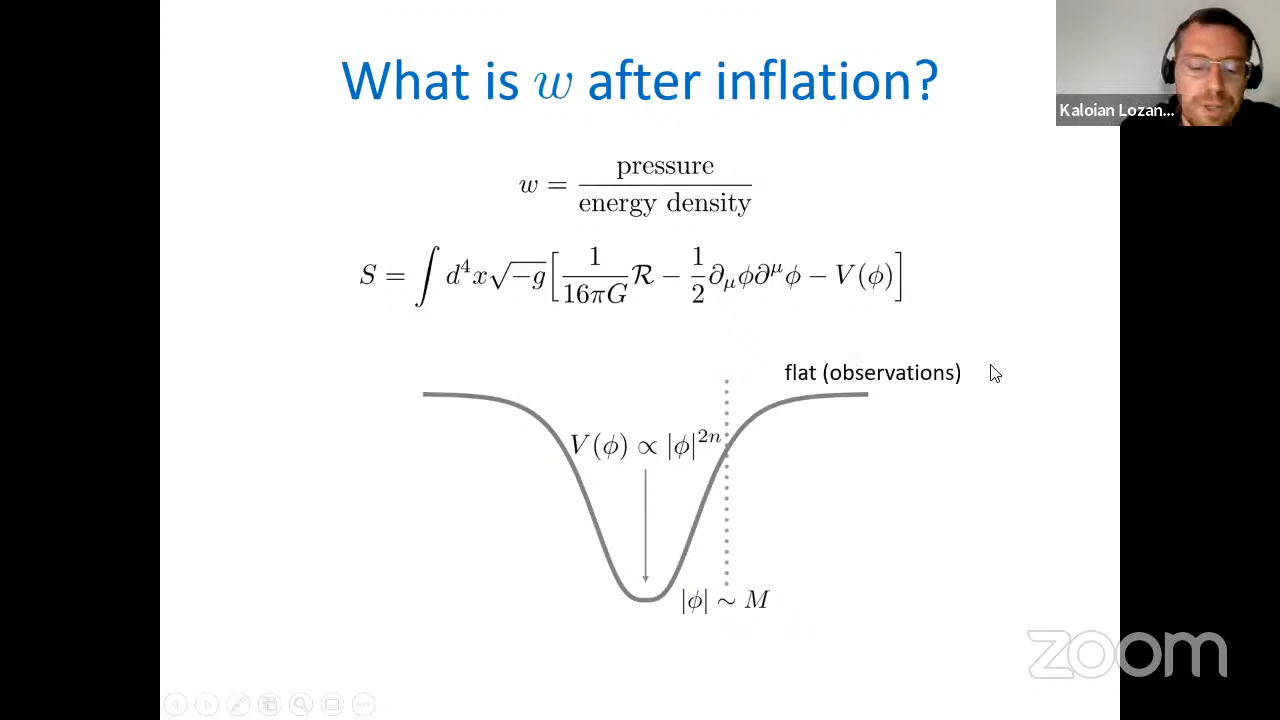 What is w after inflation?
w = pressure / energy density
S = ∫ d⁴x √−g [ 1/16πG ℛ − 1/2 ∂_μϕ∂^μϕ − V(ϕ) ]
flat (observations)
V(ϕ) ∝ |ϕ|²ⁿ
|ϕ| ∼ M
Kaloian Lozan...
zoom